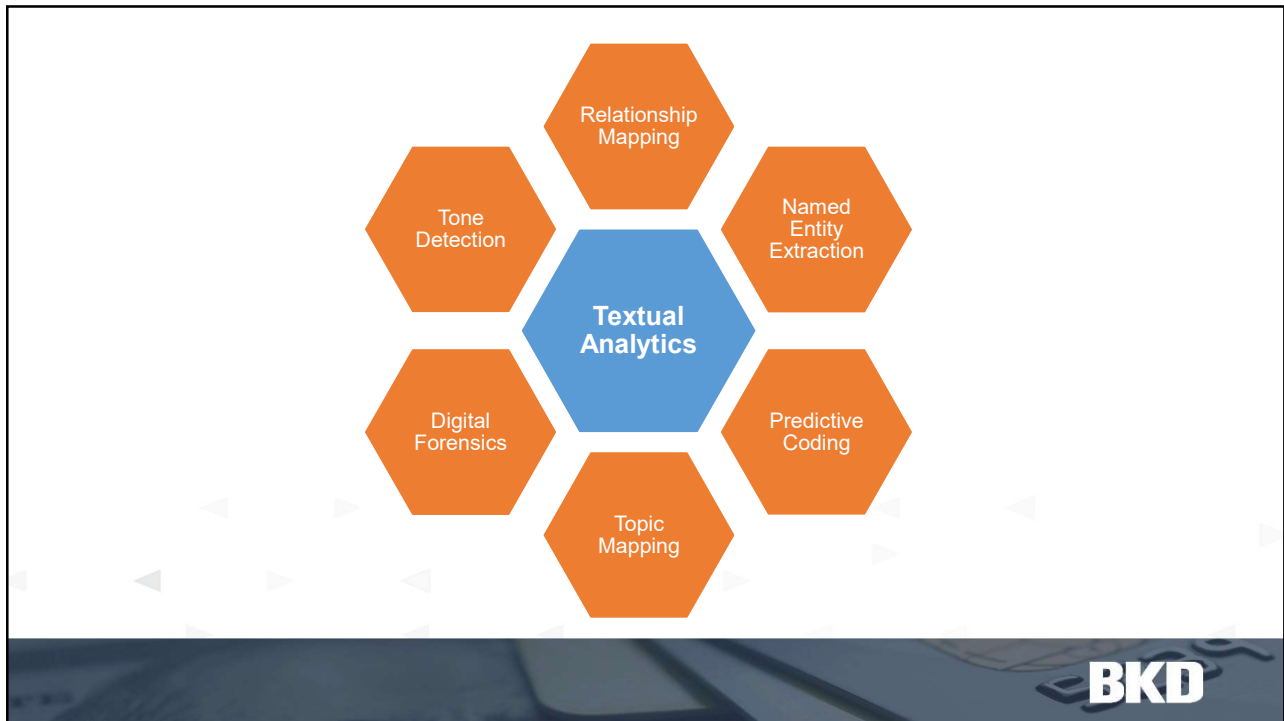 Relationship
Mapping
Tone
Detection
Named
Entity
Extraction
Textual
Analytics
Digital
Forensics
Predictive
Coding
Topic
Mapping
BKD